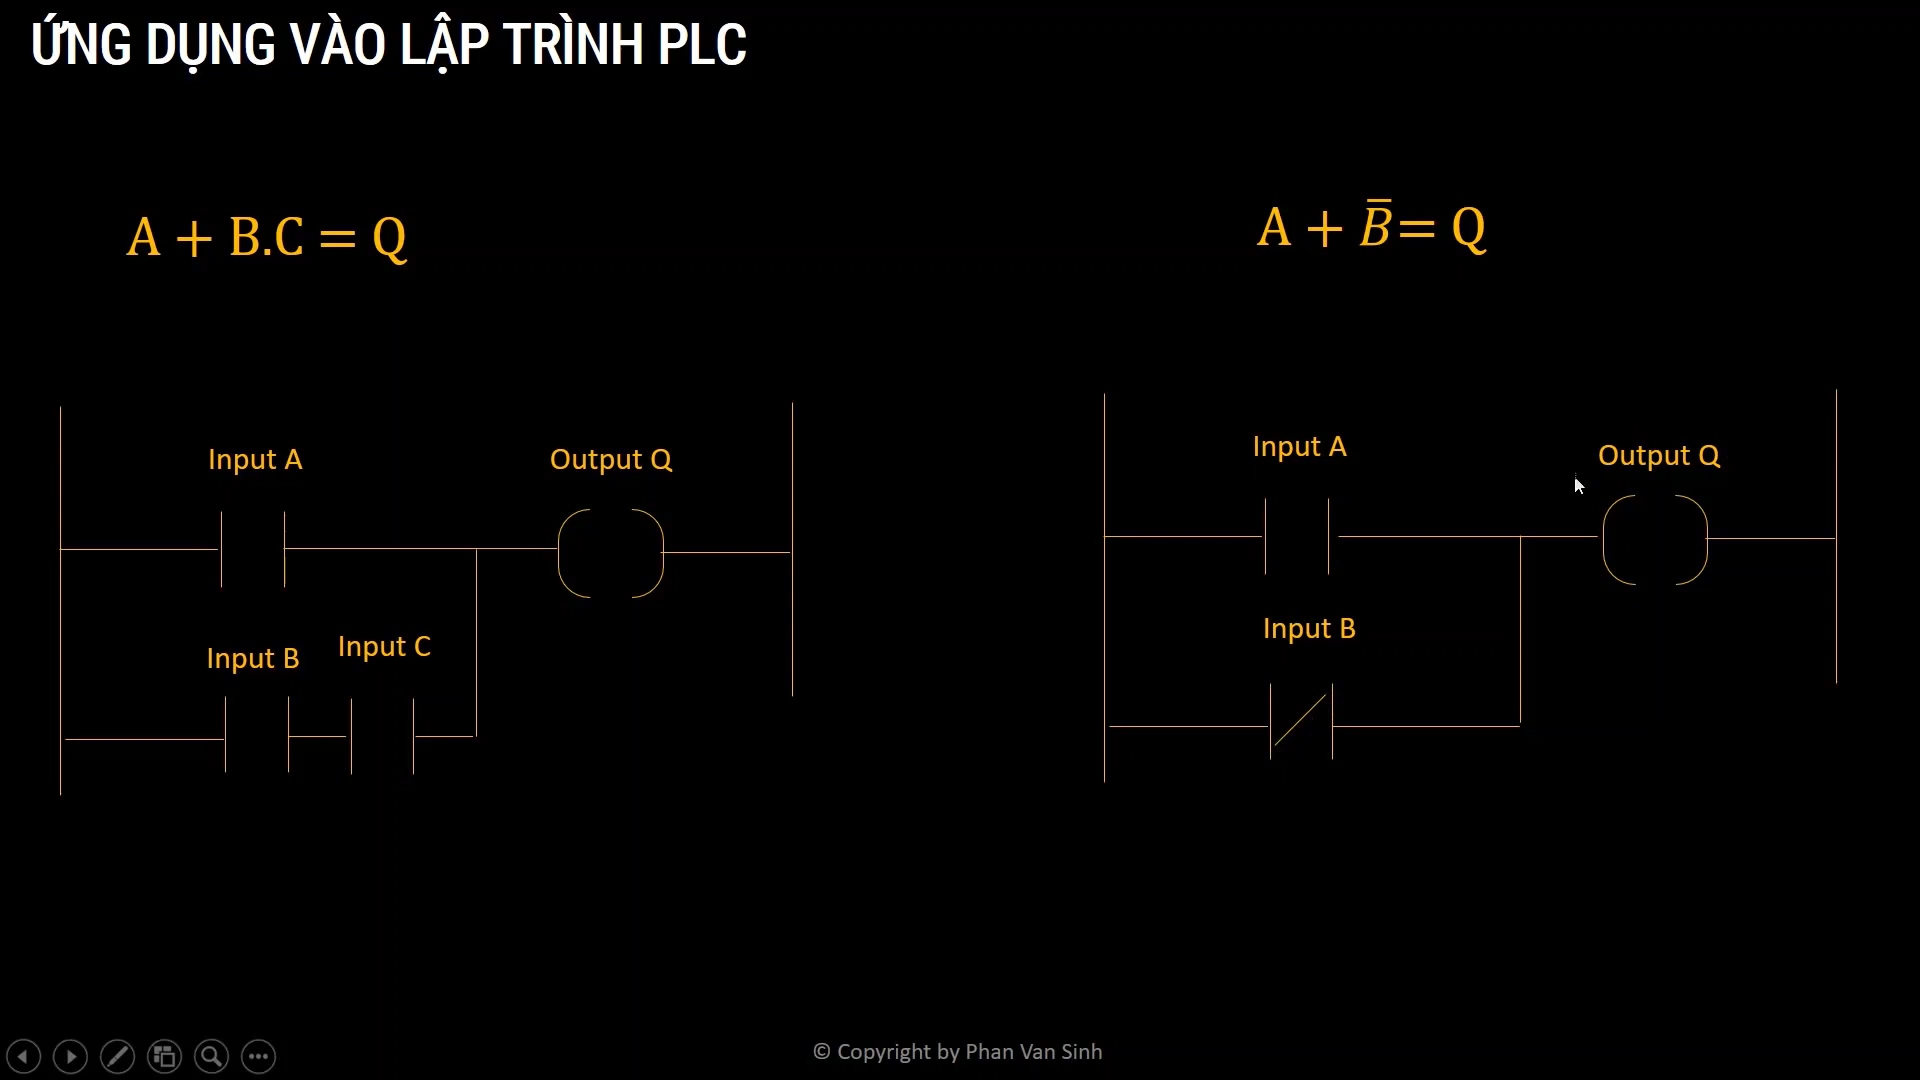 ỨNG DỤNG VÀO LẬP TRÌNH PLC
A + B.C = Q
A + B̅ = Q
Input A
Output Q
Input B
Input C
Input A
Output Q
Input B
© Copyright by Phan Van Sinh